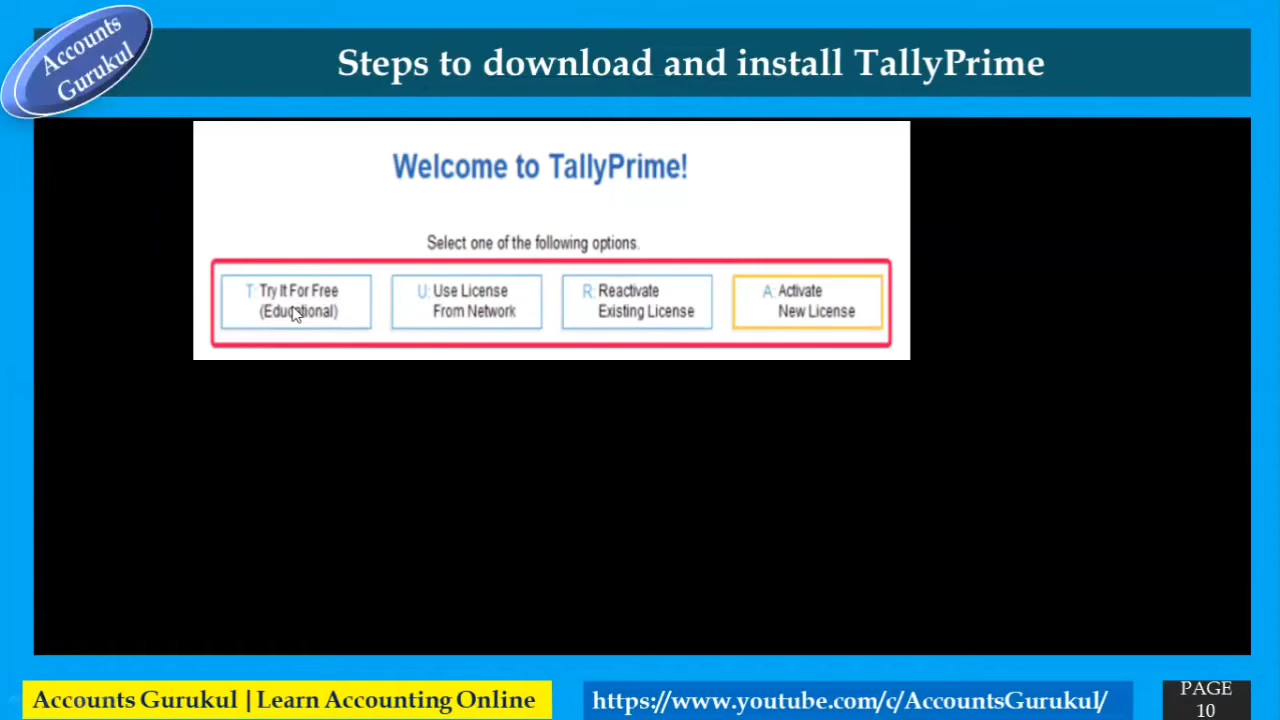 Accounts
Gurukul
Steps to download and install TallyPrime
Welcome to TallyPrime!
Select one of the following options.
T: Try It For Free
(Educational)
U: Use License
From Network
R: Reactivate
Existing License
A: Activate
New License
Accounts Gurukul | Learn Accounting Online
https://www.youtube.com/c/AccountsGurukul/
PAGE
10